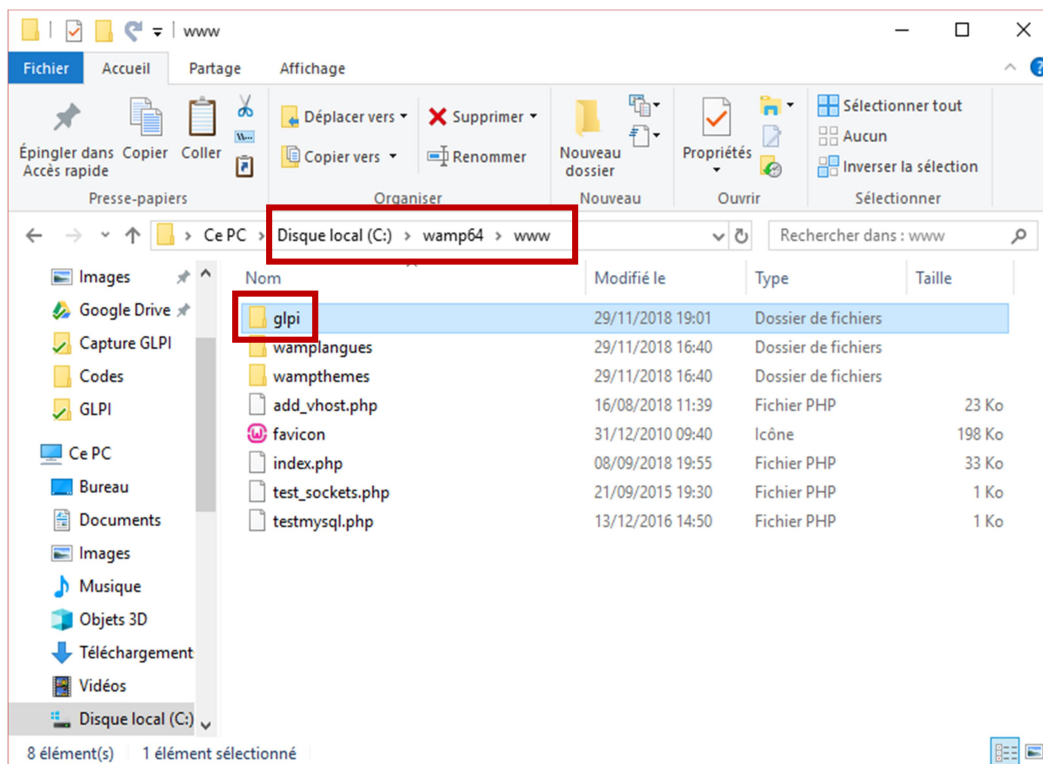 www
Fichier Accueil Partage Affichage
Épingler dans Accès rapide
Copier
Coller
Déplacer vers
Copier vers
Supprimer
Renommer
Nouveau dossier
Propriétés
Sélectionner tout
Aucun
Inverser la sélection
Presse-papiers Organiser Nouveau Ouvrir Sélectionner
Ce PC > Disque local (C:) > wamp64 > www
Rechercher dans : www
Images
Google Drive
Capture GLPI
Codes
GLPI
Ce PC
Bureau
Documents
Images
Musique
Objets 3D
Téléchargement
Vidéos
Disque local (C:)
Nom Modifié le Type Taille
glpi 29/11/2018 19:01 Dossier de fichiers
wamplangues 29/11/2018 16:40 Dossier de fichiers
wampthemes 29/11/2018 16:40 Dossier de fichiers
add_vhost.php 16/08/2018 11:39 Fichier PHP 23 Ko
favicon 31/12/2010 09:40 Icône 198 Ko
index.php 08/09/2018 19:55 Fichier PHP 33 Ko
test_sockets.php 21/09/2015 19:30 Fichier PHP 1 Ko
testmysql.php 13/12/2016 14:50 Fichier PHP 1 Ko
8 élément(s) 1 élément sélectionné